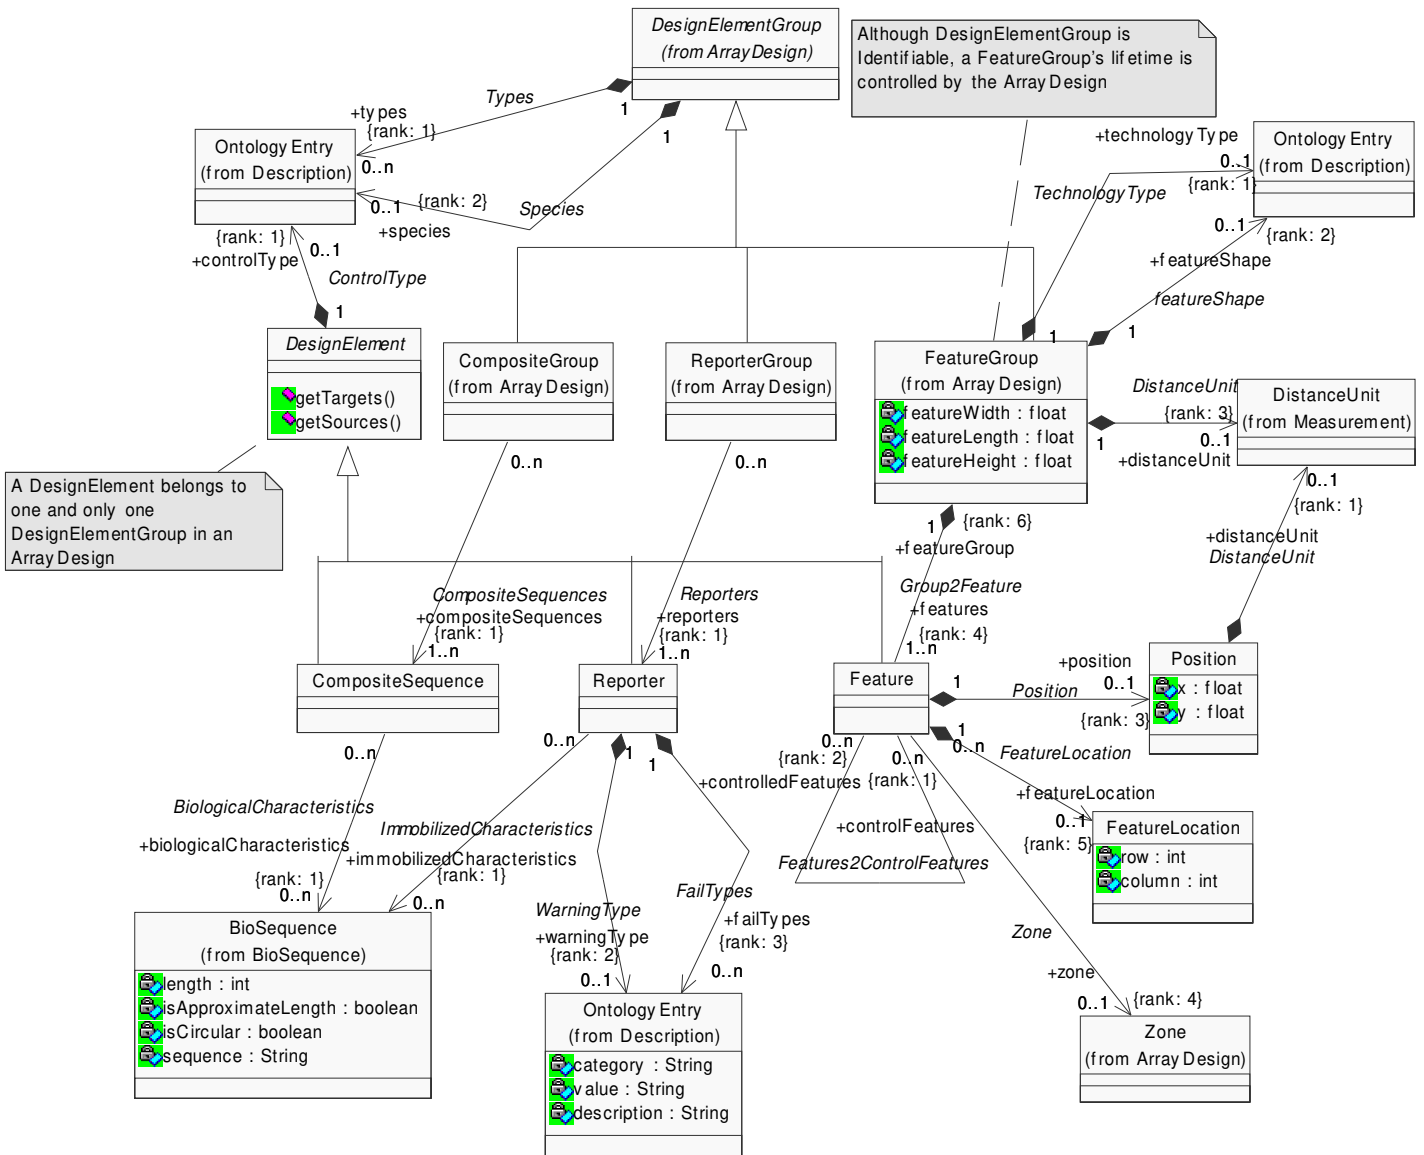 DesignElementGroup
(from ArrayDesign)
Although DesignElementGroup is
Identifiable, a FeatureGroup's lifetime is
controlled by the Array Design
Types
1
1
+types
{rank: 1}
0..n
OntologyEntry
(from Description)
{rank: 2}
0..1
+species
Species
+technologyType
0..1
{rank: 1}
TechnologyType
OntologyEntry
(from Description)
0..1
{rank: 2}
+featureShape
featureShape
1
1
{rank: 1}
0..1
+controlType
ControlType
1
DesignElement
getTargets()
getSources()
CompositeGroup
(from ArrayDesign)
0..n
ReporterGroup
(from ArrayDesign)
0..n
FeatureGroup
(from ArrayDesign)
featureWidth : float
featureLength : float
featureHeight : float
DistanceUnit
{rank: 3}
1
0..1
+distanceUnit
DistanceUnit
(from Measurement)
0..1
{rank: 1}
+distanceUnit
DistanceUnit
A DesignElement belongs to
one and only one
DesignElementGroup in an
ArrayDesign
1
{rank: 6}
+featureGroup
Group2Feature
+features
{rank: 4}
1..n
CompositeSequences
+compositeSequences
{rank: 1}
1..n
Reporters
+reporters
{rank: 1}
1..n
CompositeSequence
Reporter
Feature
+position
0..1
1
Position
{rank: 3}
Position
x : float
y : float
0..n
0..n
1
1
0..n
{rank: 2}
+controlledFeatures
0..n
{rank: 1}
+controlFeatures
Features2ControlFeatures
1
0..n
FeatureLocation
+featureLocation
0..1
{rank: 5}
FeatureLocation
row : int
column : int
BiologicalCharacteristics
+biologicalCharacteristics
{rank: 1}
0..n
ImmobilizedCharacteristics
+immobilizedCharacteristics
{rank: 1}
0..n
WarningType
+warningType
{rank: 2}
0..1
FailTypes
+failTypes
{rank: 3}
0..n
Zone
+zone
0..1
{rank: 4}
BioSequence
(from BioSequence)
length : int
isApproximateLength : boolean
isCircular : boolean
sequence : String
OntologyEntry
(from Description)
category : String
value : String
description : String
Zone
(from ArrayDesign)